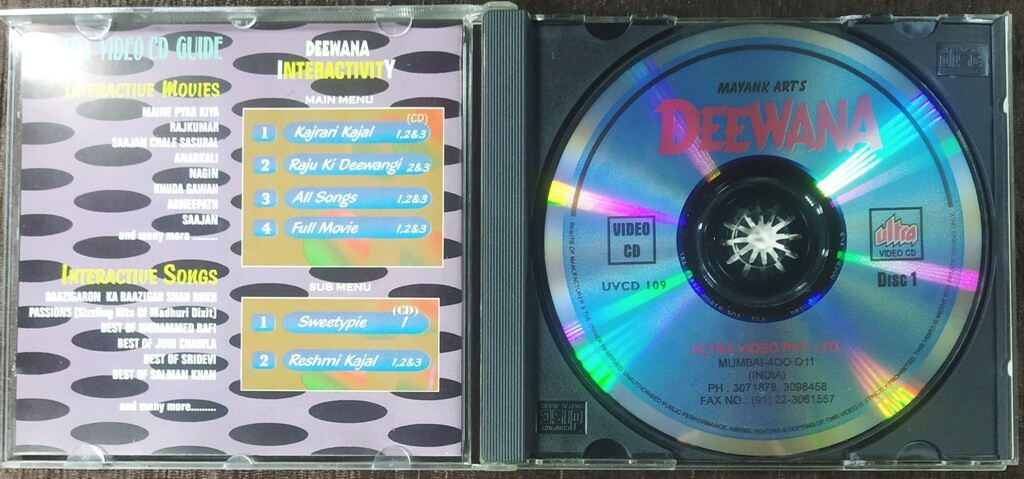 VIDEO CD GUIDE
INTERACTIVE MOVIES
MAINE PYAR KIYA
RAJKUMAR
SAAJAN CHALE SASURAL
ANARKALI
NAGIN
KHUDA GAWAH
AGNEEPATH
SAAJAN
and many more.........
INTERACTIVE SONGS
BAAZIGARON KA BAAZIGAR SHAH RUKH
PASSIONS (Sizzling Hits Of Madhuri Dixit)
BEST OF MOHAMMED RAFI
BEST OF JUHI CHAWLA
BEST OF SRIDEVI
BEST OF SALMAN KHAN
and many more.........
DEEWANA
INTERACTIVITY
MAIN MENU
(CD)
1 Kajrari Kajal 1,2&3
2 Raju Ki Deewangi 2&3
3 All Songs 1,2&3
4 Full Movie 1,2&3
SUB MENU
(CD)
1 Sweetypie 1
2 Reshmi Kajal 1,2&3
MAYANK ART'S
DEEWANA
VIDEO
CD
UVCD 109
ultra
VIDEO CD
Disc 1
ULTRA VIDEO PVT. LTD.
MUMBAI-400 011
(INDIA)
PH : 3071878, 3098458
FAX NO.: (91) 22-3061557
COMPACT
disc
DIGITAL AUDIO